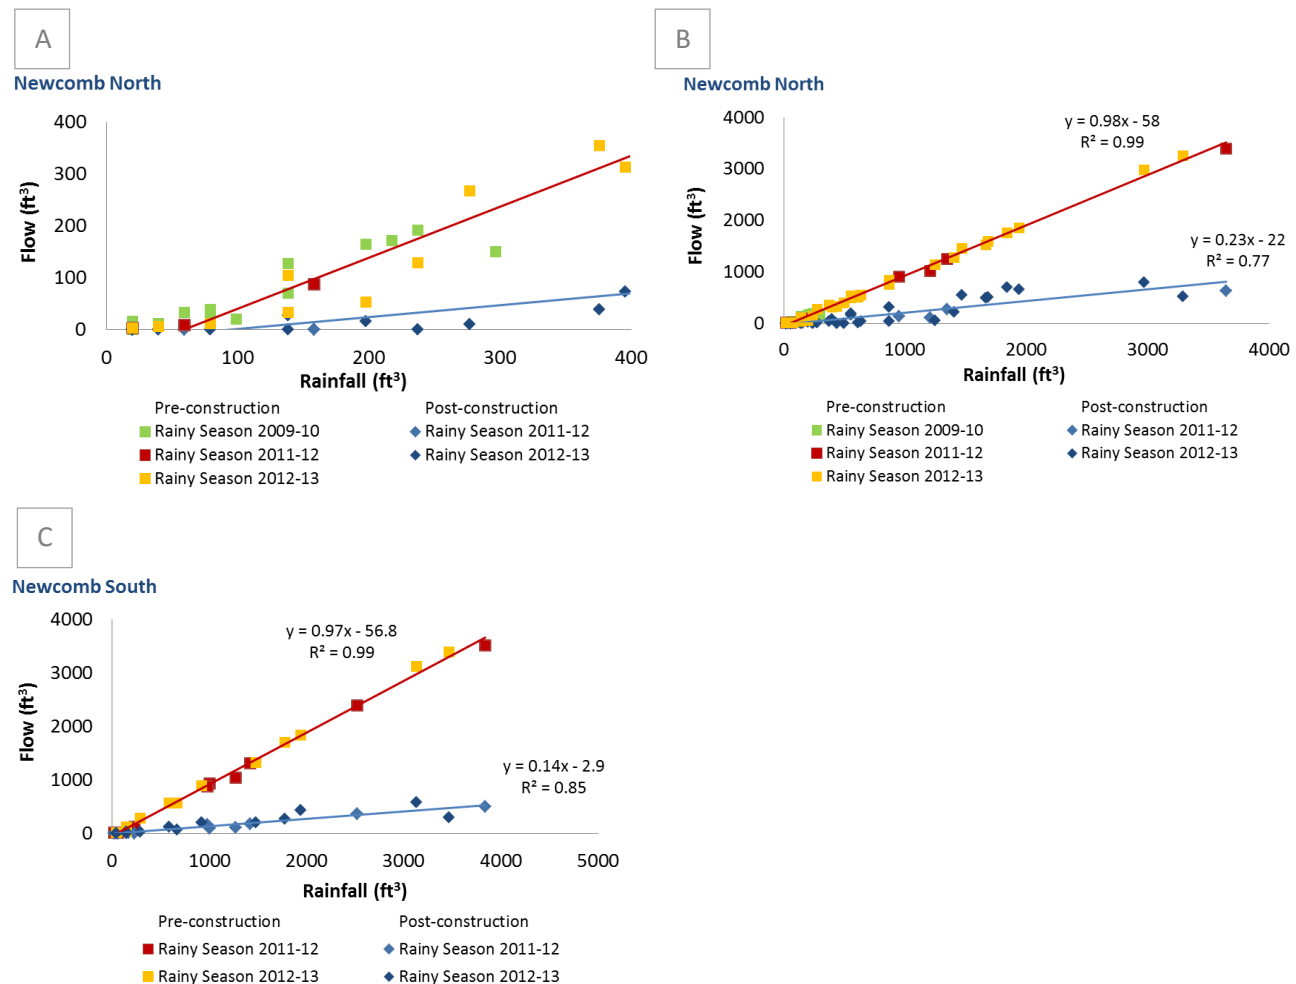 A
Newcomb North
400
300
200
100
0
Flow (ft³)
0 100 200 300 400
Rainfall (ft³)
Pre-construction Post-construction
Rainy Season 2009-10 Rainy Season 2011-12
Rainy Season 2011-12 Rainy Season 2012-13
Rainy Season 2012-13
B
Newcomb North
4000
3000
2000
1000
0
Flow (ft³)
y = 0.98x - 58
R² = 0.99
y = 0.23x - 22
R² = 0.77
0 1000 2000 3000 4000
Rainfall (ft³)
Pre-construction Post-construction
Rainy Season 2009-10 Rainy Season 2011-12
Rainy Season 2011-12 Rainy Season 2012-13
Rainy Season 2012-13
C
Newcomb South
4000
3000
2000
1000
0
Flow (ft³)
y = 0.97x - 56.8
R² = 0.99
y = 0.14x - 2.9
R² = 0.85
0 1000 2000 3000 4000 5000
Rainfall (ft³)
Pre-construction Post-construction
Rainy Season 2011-12 Rainy Season 2011-12
Rainy Season 2012-13 Rainy Season 2012-13